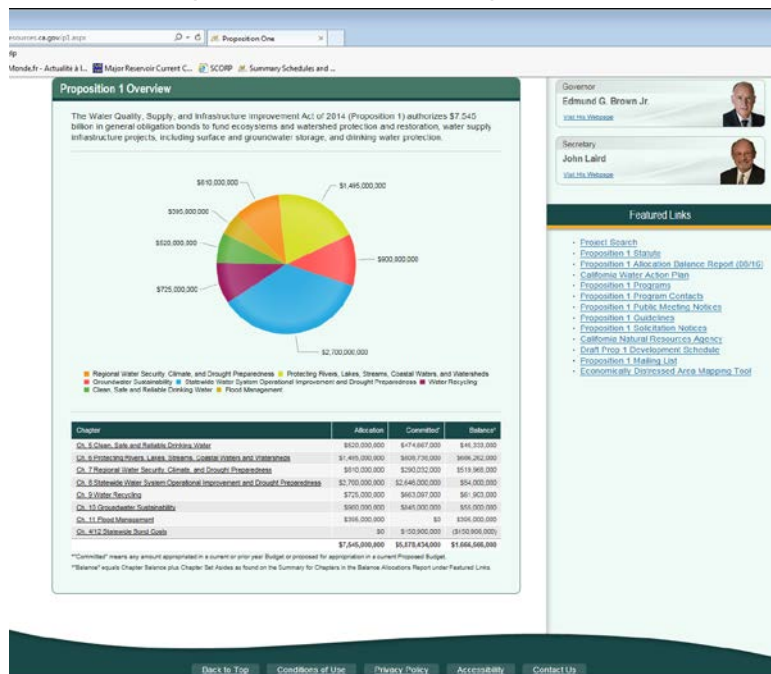 esources.ca.gov/p1.aspx
Proposition One
Monde.fr - Actualité à l...
Major Reservoir Current C...
SCORP
Summary Schedules and ...
Proposition 1 Overview
The Water Quality, Supply, and Infrastructure Improvement Act of 2014 (Proposition 1) authorizes $7.545
billion in general obligation bonds to fund ecosystems and watershed protection and restoration, water supply
infrastructure projects, including surface and groundwater storage, and drinking water protection.
$810,000,000
$1,495,000,000
$395,000,000
$520,000,000
$900,000,000
$725,000,000
$2,700,000,000
Regional Water Security, Climate, and Drought Preparedness
Protecting Rivers, Lakes, Streams, Coastal Waters, and Watersheds
Groundwater Sustainability
Statewide Water System Operational Improvement and Drought Preparedness
Water Recycling
Clean, Safe and Reliable Drinking Water
Flood Management
Chapter Allocation Committed* Balance*
Ch. 5 Clean, Safe and Reliable Drinking Water $520,000,000
Ch. 6 Protecting Rivers, Lakes, Streams, Coastal Waters and Watersheds $1,495,000,000
Ch. 7 Regional Water Security, Climate, and Drought Preparedness $810,000,000 $290,032,000 $519,968,000
Ch. 8 Statewide Water System Operational Improvement and Drought Preparedness $2,700,000,000 $2,646,000,000 $54,000,000
Ch. 9 Water Recycling $725,000,000 $663,097,000 $61,903,000
Ch. 10 Groundwater Sustainability $900,000,000 $845,000,000 $55,000,000
Ch. 11 Flood Management $395,000,000 $0 $395,000,000
Ch. 4/12 Statewide Bond Costs $0 $150,900,000 ($150,900,000)
$7,545,000,000
*"Committed" means any amount appropriated in a current or prior year Budget or proposed for appropriation in a current Proposed Budget.
*"Balance" equals Chapter Balance plus Chapter Set Asides as found on the Summary for Chapters in the Balance Allocations Report under Featured Links.
Governor
Edmund G. Brown Jr.
Visit His Webpage
Secretary
John Laird
Visit His Webpage
Featured Links
Project Search
Proposition 1 Statute
Proposition 1 Allocation Balance Report (06/16)
California Water Action Plan
Proposition 1 Programs
Proposition 1 Program Contacts
Proposition 1 Public Meeting Notices
Proposition 1 Guidelines
Proposition 1 Solicitation Notices
California Natural Resources Agency
Draft Prop 1 Development Schedule
Proposition 1 Mailing List
Economically Distressed Area Mapping Tool
Back to Top
Conditions of Use
Privacy Policy
Accessibility
Contact Us